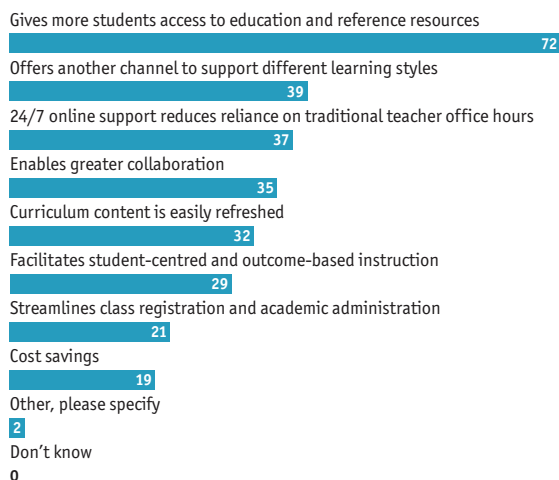 Gives more students access to education and reference resources
72
Offers another channel to support different learning styles
39
24/7 online support reduces reliance on traditional teacher office hours
37
Enables greater collaboration
35
Curriculum content is easily refreshed
32
Facilitates student-centred and outcome-based instruction
29
Streamlines class registration and academic administration
21
Cost savings
19
Other, please specify
2
Don't know
0